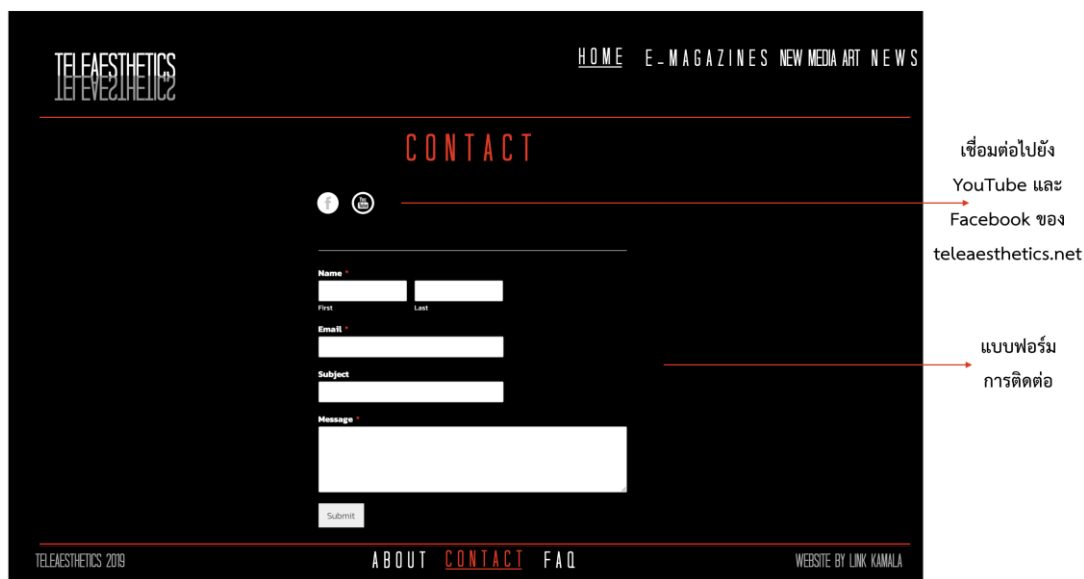 TELEAESTHETICS
HOME E-MAGAZINES NEW MEDIA ART NEWS
CONTACT
เชื่อมต่อไปยัง
YouTube และ
Facebook ของ
teleaesthetics.net
f You Tube
Name *
First Last
Email *
Subject
แบบฟอร์ม
การติดต่อ
Message *
Submit
TELEAESTHETICS 2019 ABOUT CONTACT FAQ WEBSITE BY LINK KAMALA